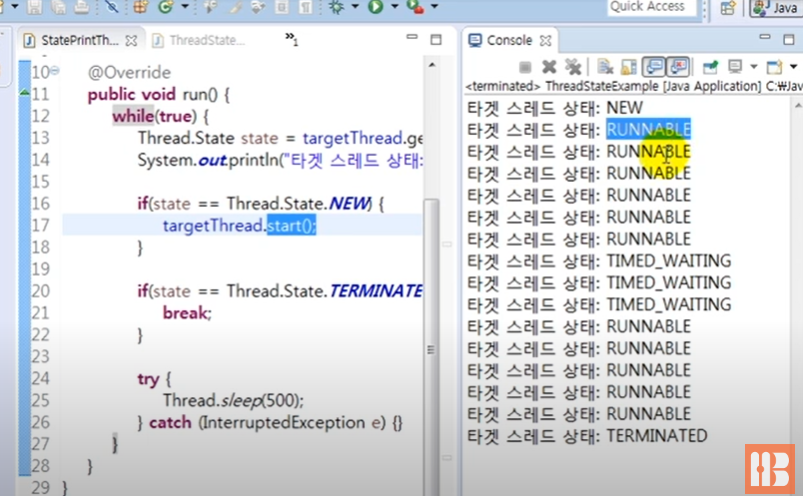 Quick Access
Java
StatePrintTh...
ThreadState...
»1
Console
<terminated> ThreadStateExample [Java Application] C:\Jav
10 @Override
11 public void run() {
12 while(true) {
13 Thread.State state = targetThread.ge
14 System.out.println("타겟 스레드 상태:
15
16 if(state == Thread.State.NEW) {
17 targetThread.start();
18 }
19
20 if(state == Thread.State.TERMINATE
21 break;
22 }
23
24 try {
25 Thread.sleep(500);
26 } catch (InterruptedException e) {}
27 }
28 }
29 }
타겟 스레드 상태: NEW
타겟 스레드 상태: RUNNABLE
타겟 스레드 상태: RUNNABLE
타겟 스레드 상태: RUNNABLE
타겟 스레드 상태: RUNNABLE
타겟 스레드 상태: RUNNABLE
타겟 스레드 상태: RUNNABLE
타겟 스레드 상태: TIMED_WAITING
타겟 스레드 상태: TIMED_WAITING
타겟 스레드 상태: TIMED_WAITING
타겟 스레드 상태: RUNNABLE
타겟 스레드 상태: RUNNABLE
타겟 스레드 상태: RUNNABLE
타겟 스레드 상태: RUNNABLE
타겟 스레드 상태: RUNNABLE
타겟 스레드 상태: TERMINATED